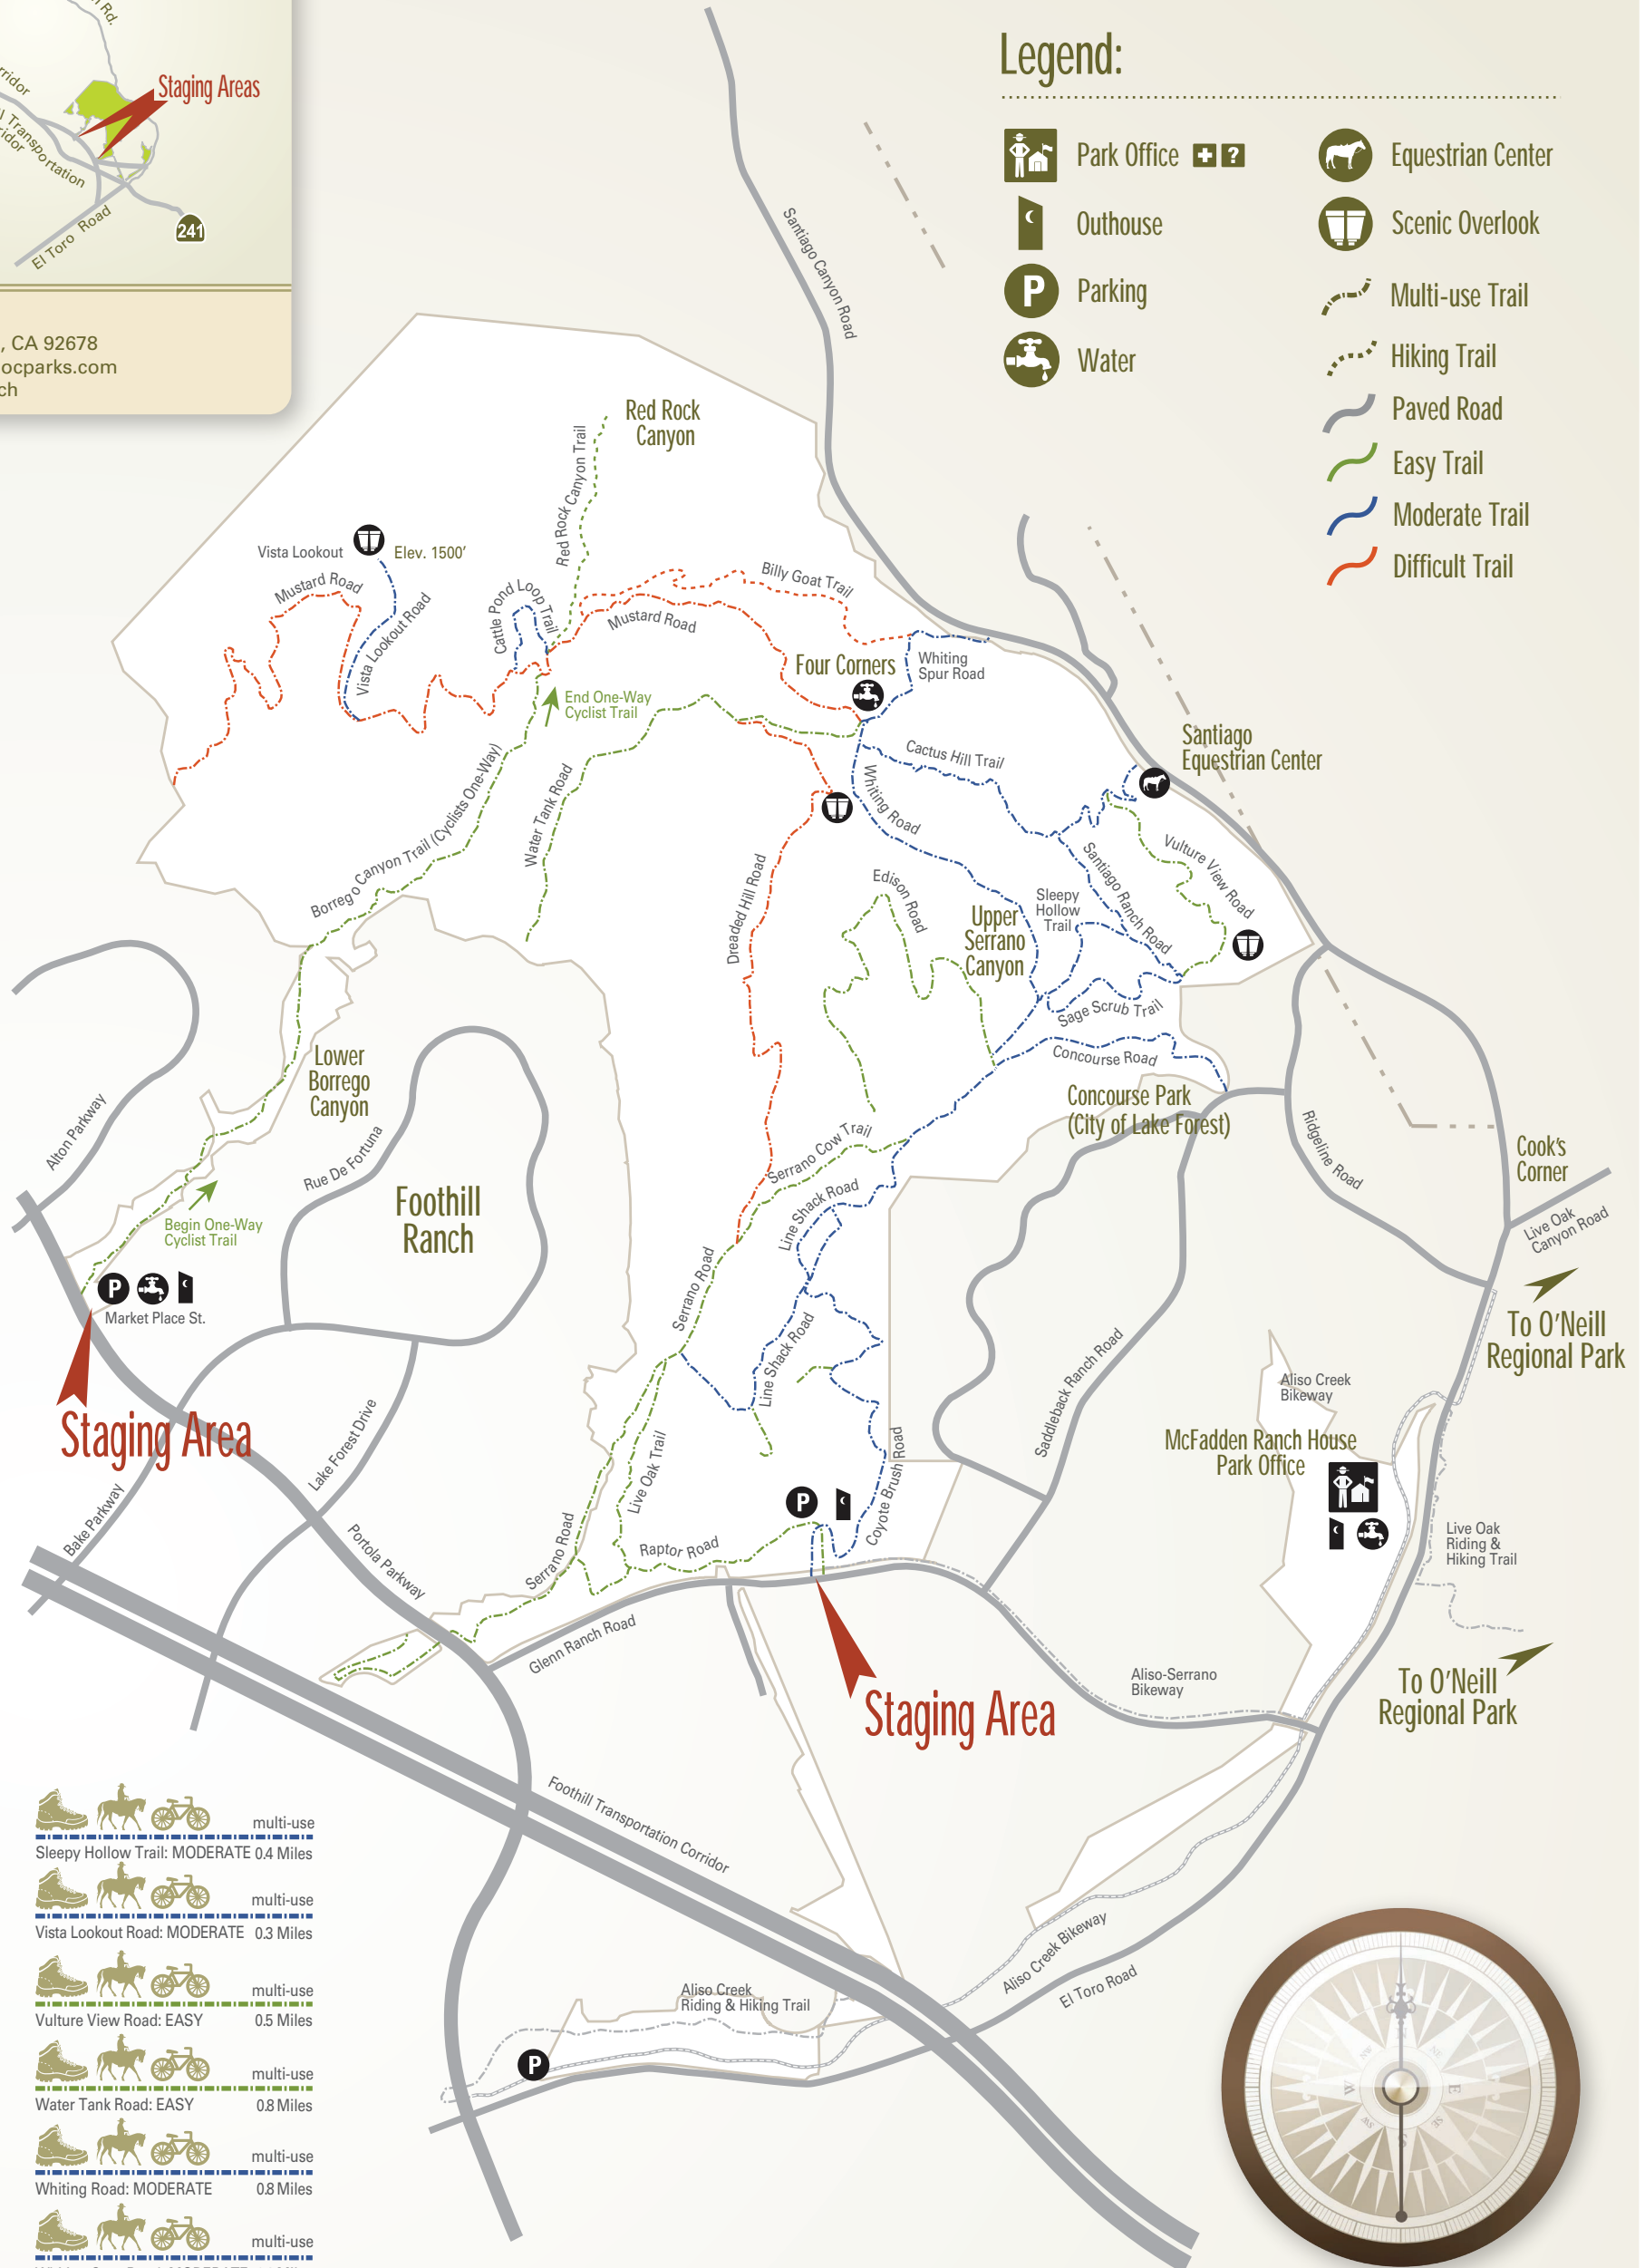 Rd.
Staging Areas
Transportation
El Toro Road
241
, CA 92678
ocparks.com
ch
Legend:
Park Office + ?
Outhouse
P Parking
Water
Equestrian Center
Scenic Overlook
Multi-use Trail
Hiking Trail
Paved Road
Easy Trail
Moderate Trail
Difficult Trail
Santiago Canyon Road
Red Rock
Canyon
Red Rock Canyon Trail
Vista Lookout
Elev. 1500'
Mustard Road
Vista Lookout Road
Cattle Pond Loop Trail
Billy Goat Trail
Mustard Road
Four Corners
Whiting
Spur Road
End One-Way
Cyclist Trail
Santiago
Equestrian Center
Cactus Hill Trail
Whiting Road
Borrego Canyon Trail (Cyclists One-Way)
Water Tank Road
Dreaded Hill Road
Edison Road
Upper
Serrano
Canyon
Sleepy
Hollow
Trail
Santiago Ranch Road
Vulture View Road
Sage Scrub Trail
Concourse Road
Concourse Park
(City of Lake Forest)
Lower
Borrego
Canyon
Alton Parkway
Rue De Fortuna
Foothill
Ranch
Begin One-Way
Cyclist Trail
P
Market Place St.
Staging Area
Serrano Cow Trail
Line Shack Road
Serrano Road
Line Shack Road
Live Oak Trail
Ridgeline Road
Cook's
Corner
Live Oak
Canyon Road
To O'Neill
Regional Park
Saddleback Ranch Road
Aliso Creek
Bikeway
McFadden Ranch House
Park Office
Live Oak
Riding &
Hiking Trail
Lake Forest Drive
Bake Parkway
Portola Parkway
Serrano Road
Raptor Road
P
Coyote Brush Road
Glenn Ranch Road
Staging Area
Aliso-Serrano
Bikeway
To O'Neill
Regional Park
Foothill Transportation Corridor
Aliso Creek
Riding & Hiking Trail
Aliso Creek Bikeway
El Toro Road
P
multi-use
Sleepy Hollow Trail: MODERATE 0.4 Miles
multi-use
Vista Lookout Road: MODERATE 0.3 Miles
multi-use
Vulture View Road: EASY 0.5 Miles
multi-use
Water Tank Road: EASY 0.8 Miles
multi-use
Whiting Road: MODERATE 0.8 Miles
multi-use
NW
NE
W
E
SW
SE
S